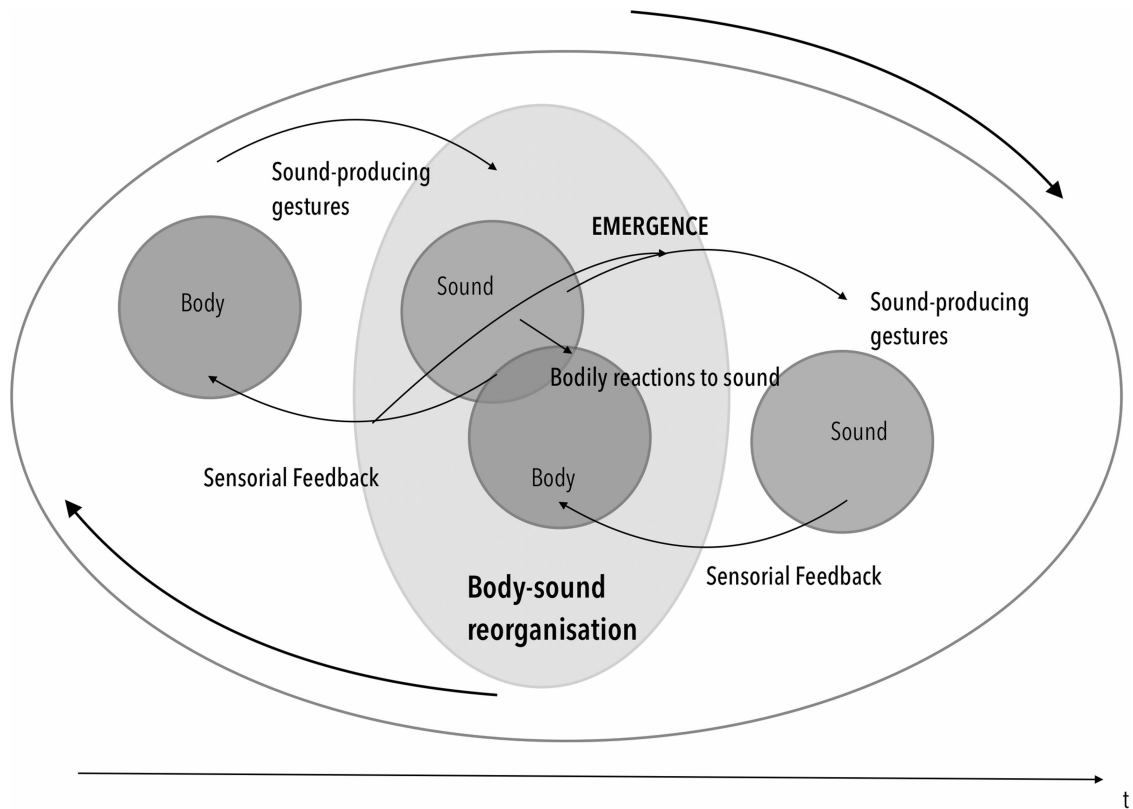 Sound-producing
gestures
EMERGENCE
Sound
Body
Sound-producing
gestures
Bodily reactions to sound
Sound
Sensorial Feedback
Body
Sensorial Feedback
Body-sound
reorganisation
t